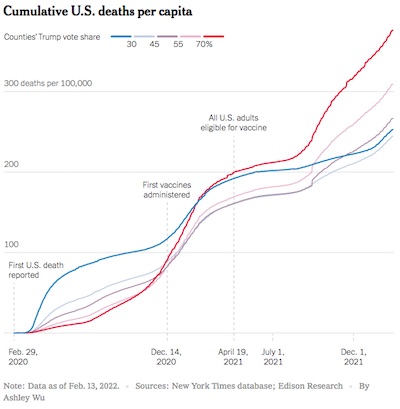 Cumulative U.S. deaths per capita
Counties' Trump vote share
30 45 55 70%
300 deaths per 100,000
All U.S. adults
eligible for vaccine
200
First vaccines
administered
100
First U.S. death
reported
Feb. 29,
2020
Dec. 14,
2020
April 19,
2021
July 1,
2021
Dec. 1,
2021
Note: Data as of Feb. 13, 2022. • Sources: New York Times database; Edison Research • By
Ashley Wu